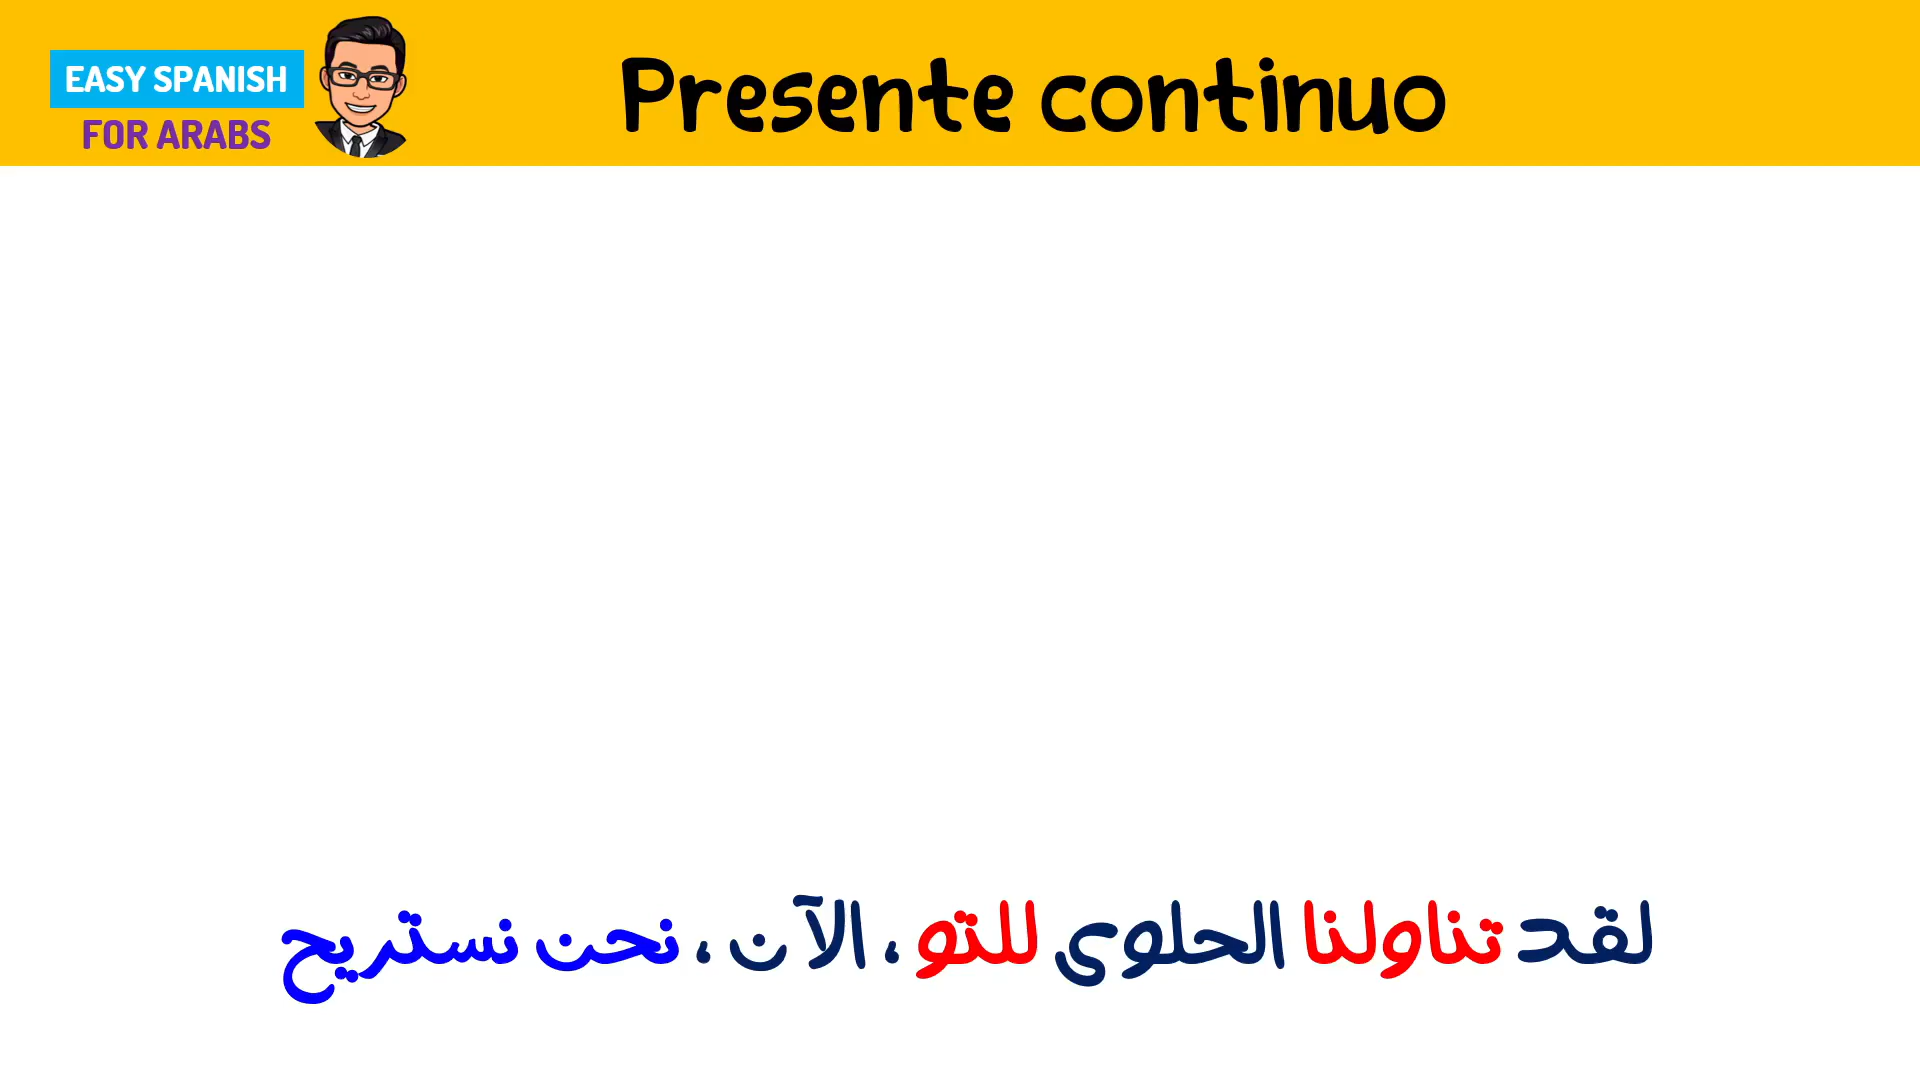 EASY SPANISH
FOR ARABS
Presente continuo
لقد تناولنا الحلوى للتو ، الآن ، نحن نستريح